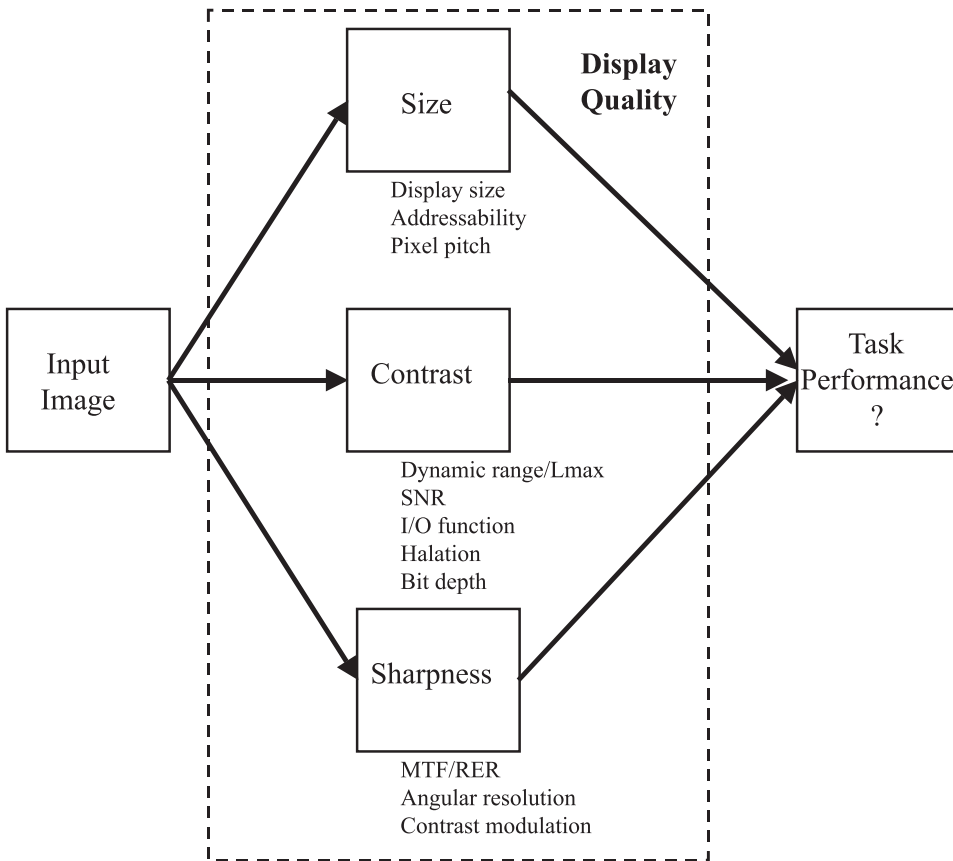 Display
Quality
Size
Display size
Addressability
Pixel pitch
Input
Image
Contrast
Task
Performance
?
Dynamic range/Lmax
SNR
I/O function
Halation
Bit depth
Sharpness
MTF/RER
Angular resolution
Contrast modulation